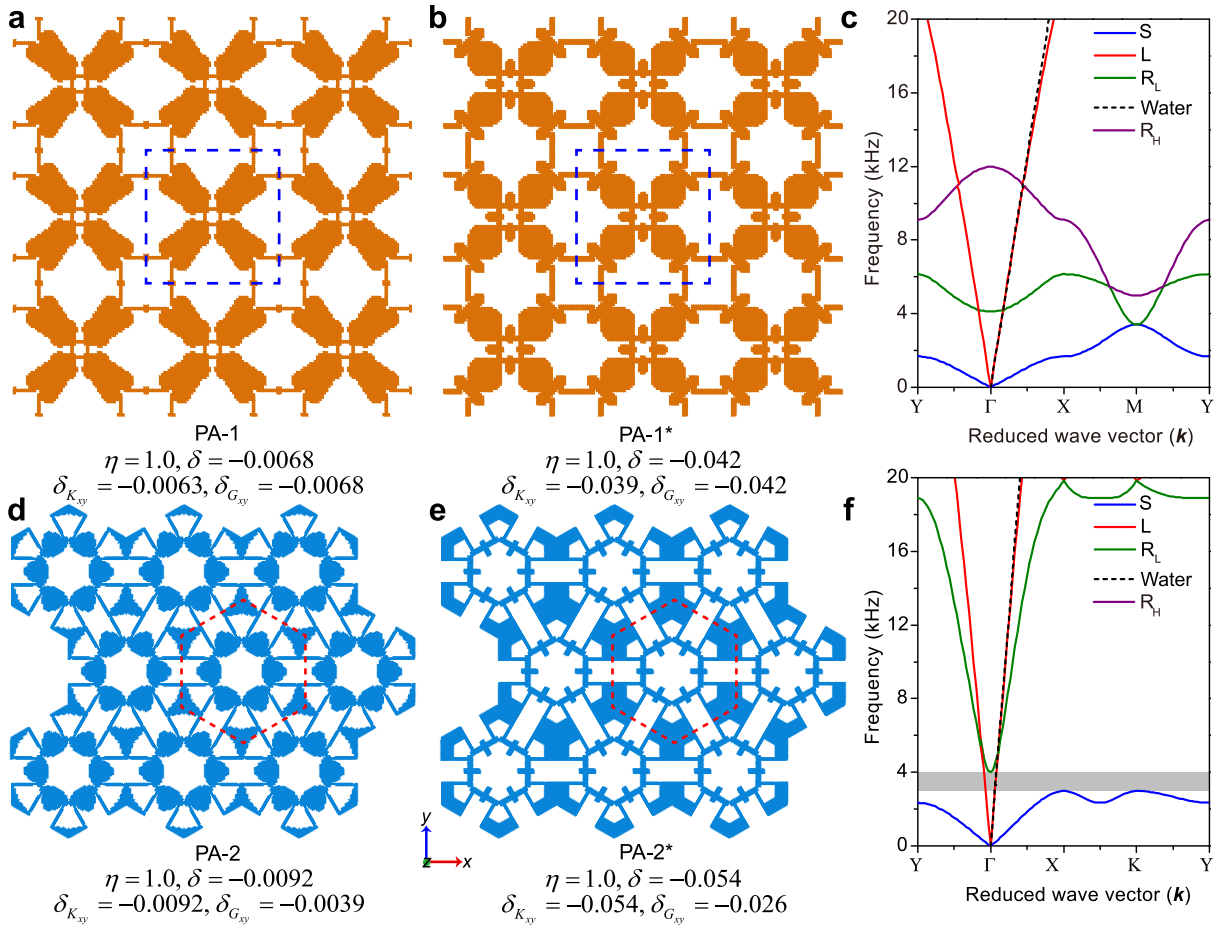 a
PA-1
η = 1.0, δ = −0.0068
δ_{K_{xy}} = −0.0063, δ_{G_{xy}} = −0.0068
b
PA-1*
η = 1.0, δ = −0.042
δ_{K_{xy}} = −0.039, δ_{G_{xy}} = −0.042
c
20
16
12
8
4
0
Frequency (kHz)
S
L
R_L
Water
R_H
Y Γ X M Y
Reduced wave vector (k)
d
PA-2
η = 1.0, δ = −0.0092
δ_{K_{xy}} = −0.0092, δ_{G_{xy}} = −0.0039
e
y
z x
PA-2*
η = 1.0, δ = −0.054
δ_{K_{xy}} = −0.054, δ_{G_{xy}} = −0.026
f
20
16
12
8
4
0
Frequency (kHz)
S
L
R_L
Water
R_H
Y Γ X K Y
Reduced wave vector (k)